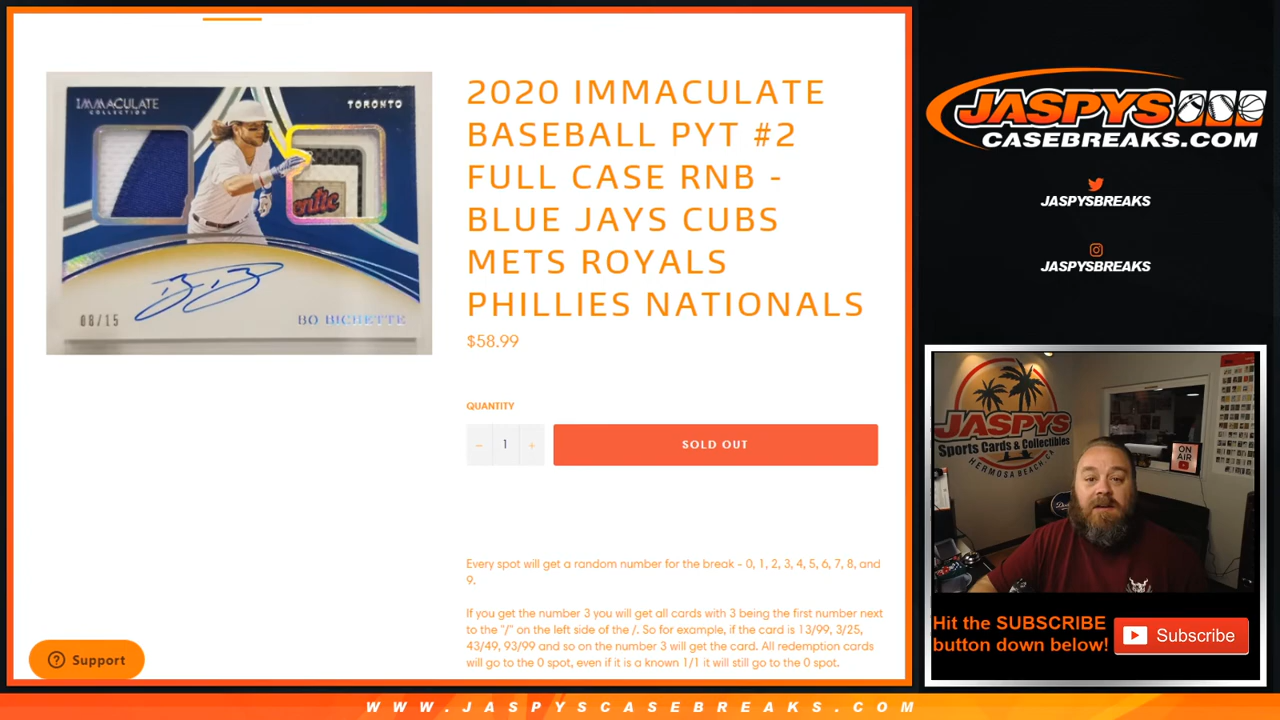 IMMACULATE
COLLECTION
TORONTO
entic
08/15
BO BICHETTE
2020 IMMACULATE
BASEBALL PYT #2
FULL CASE RNB -
BLUE JAYS CUBS
METS ROYALS
PHILLIES NATIONALS
$58.99
QUANTITY
− 1 +
SOLD OUT
Every spot will get a random number for the break - 0, 1, 2, 3, 4, 5, 6, 7, 8, and
9.
If you get the number 3 you will get all cards with 3 being the first number next
to the "/" on the left side of the /. So for example, if the card is 13/99, 3/25,
43/49, 93/99 and so on the number 3 will get the card. All redemption cards
will go to the 0 spot, even if it is a known 1/1 it will still go to the 0 spot.
Support
JASPYS
CASEBREAKS.COM
JASPYSBREAKS
JASPYSBREAKS
JASPYS
Sports Cards & Collectibles
HERMOSA BEACH, CA
ON
AIR
Hit the SUBSCRIBE
button down below!
Subscribe
WWW.JASPYSCASEBREAKS.COM